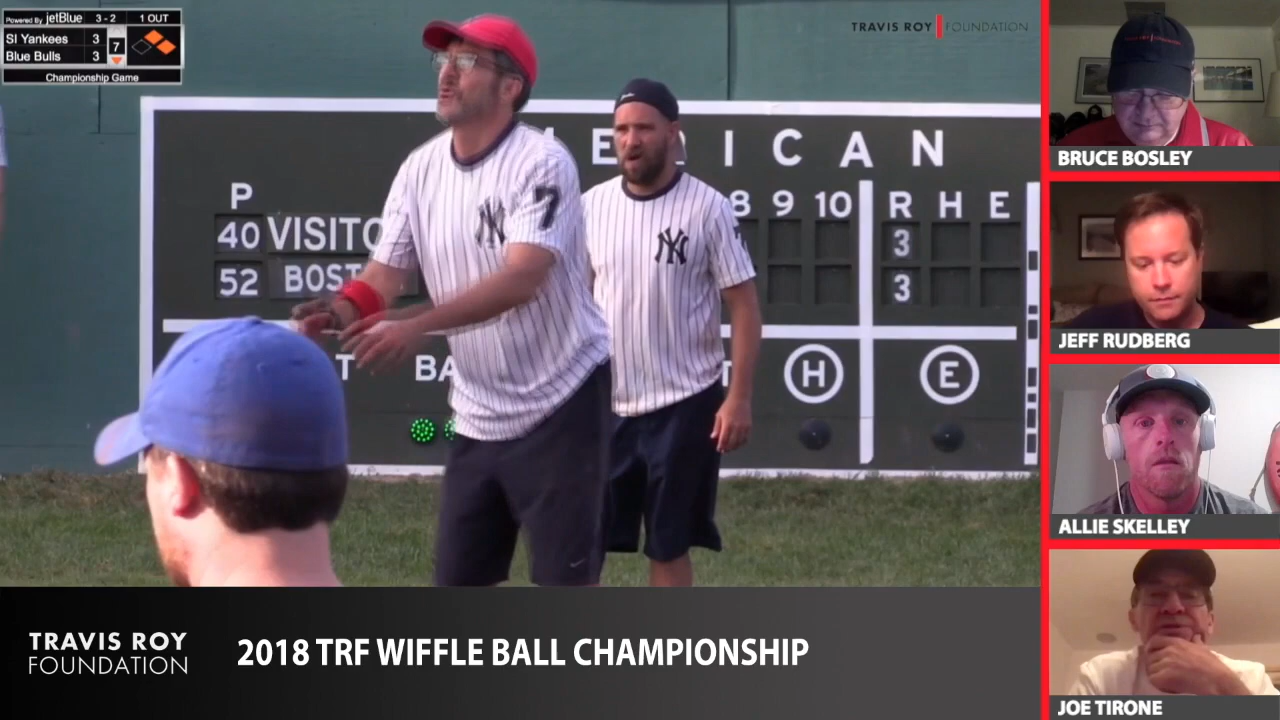 Powered By jetBlue 3 - 2 1 OUT
SI Yankees 3
Blue Bulls 3
7
Championship Game
TRAVIS ROY FOUNDATION
ERICAN
P
8 9 10 R H E
40 VISITO
3
52 BOST
3
T BA T H E
NY 7
NY
TRAVIS ROY
FOUNDATION
2018 TRF WIFFLE BALL CHAMPIONSHIP
BRUCE BOSLEY
JEFF RUDBERG
ALLIE SKELLEY
JOE TIRONE